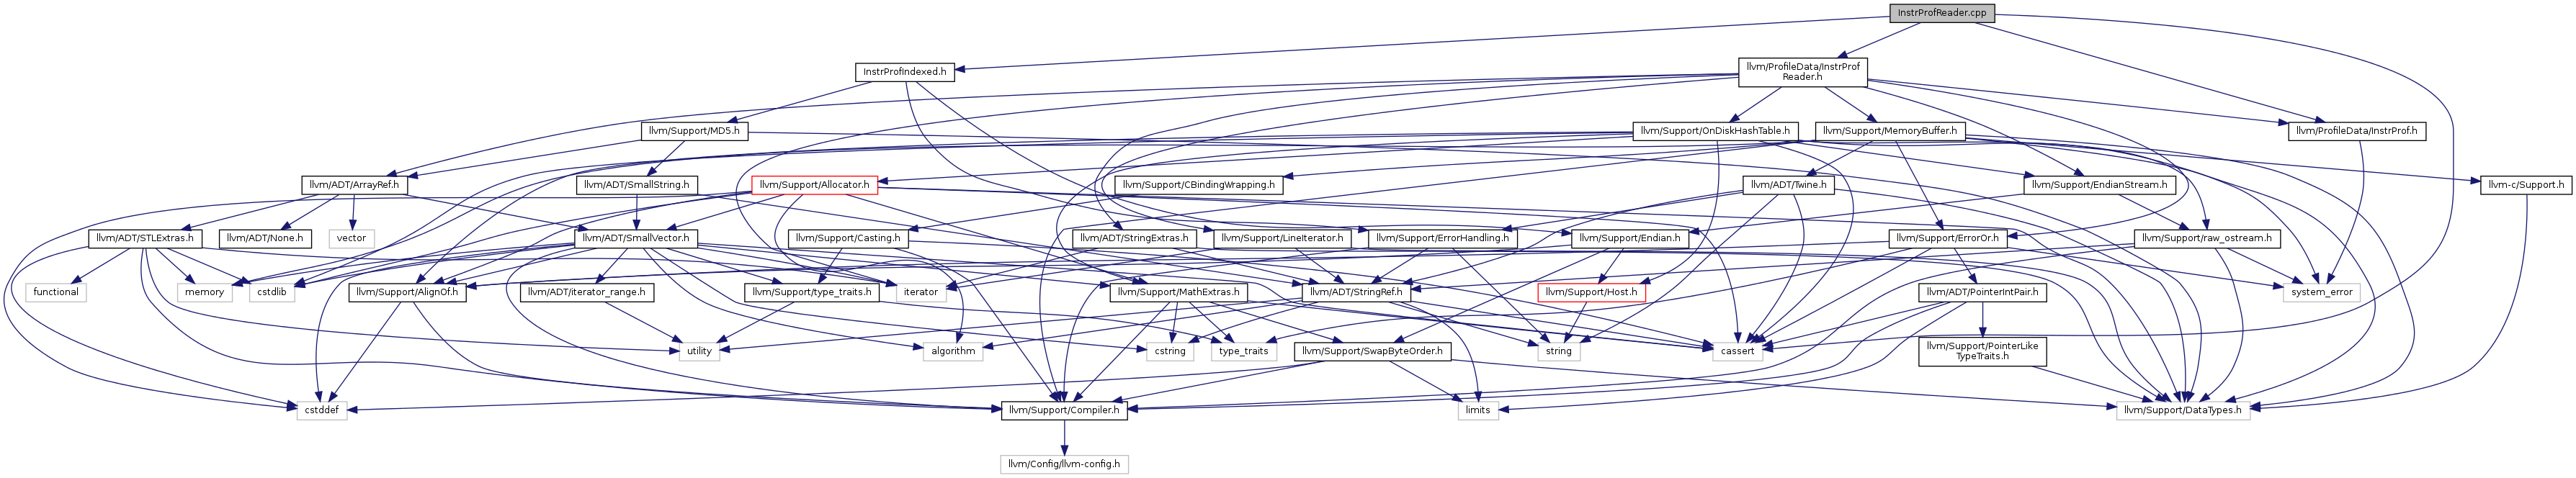 InstrProfReader.cpp
InstrProfIndexed.h
llvm/ProfileData/InstrProf
Reader.h
llvm/Support/MD5.h
llvm/Support/OnDiskHashTable.h
llvm/Support/MemoryBuffer.h
llvm/ProfileData/InstrProf.h
llvm/ADT/ArrayRef.h
llvm/ADT/SmallString.h
llvm/Support/Allocator.h
llvm/Support/CBindingWrapping.h
llvm/ADT/Twine.h
llvm/Support/EndianStream.h
llvm-c/Support.h
llvm/ADT/STLExtras.h
llvm/ADT/None.h
vector
llvm/ADT/SmallVector.h
llvm/Support/Casting.h
llvm/ADT/StringExtras.h
llvm/Support/LineIterator.h
llvm/Support/ErrorHandling.h
llvm/Support/Endian.h
llvm/Support/ErrorOr.h
llvm/Support/raw_ostream.h
functional
memory
cstdlib
llvm/Support/AlignOf.h
llvm/ADT/iterator_range.h
llvm/Support/type_traits.h
iterator
llvm/Support/MathExtras.h
llvm/ADT/StringRef.h
llvm/Support/Host.h
llvm/ADT/PointerIntPair.h
system_error
utility
algorithm
cstring
type_traits
llvm/Support/SwapByteOrder.h
string
cassert
llvm/Support/PointerLike
TypeTraits.h
cstddef
llvm/Support/Compiler.h
limits
llvm/Support/DataTypes.h
llvm/Config/llvm-config.h